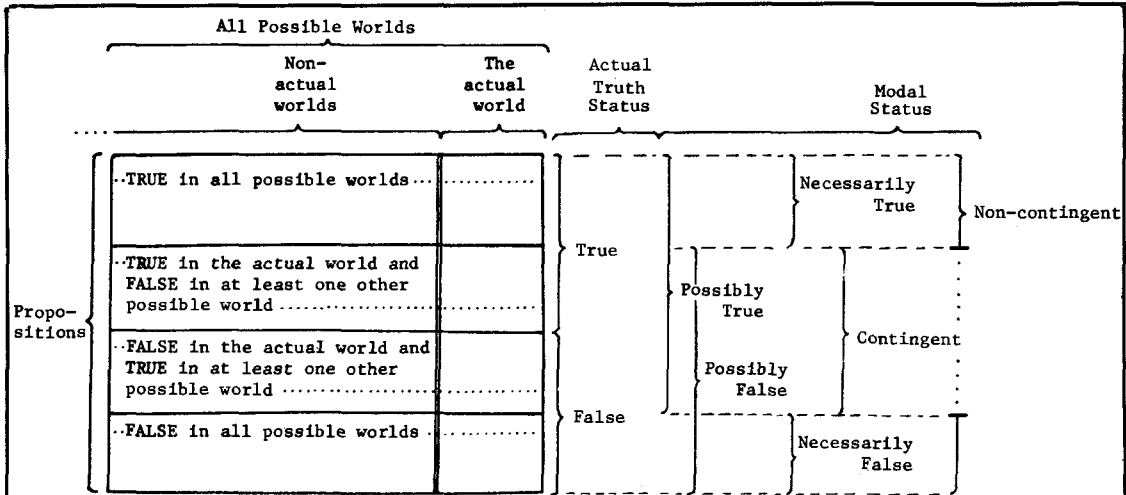 All Possible Worlds
Non-
actual
worlds
The
actual
world
Actual
Truth
Status
Modal
Status
Propo-
sitions
TRUE in all possible worlds
TRUE in the actual world and
FALSE in at least one other
possible world
FALSE in the actual world and
TRUE in at least one other
possible world
FALSE in all possible worlds
True
False
Possibly
True
Possibly
False
Necessarily
True
Contingent
Necessarily
False
Non-contingent